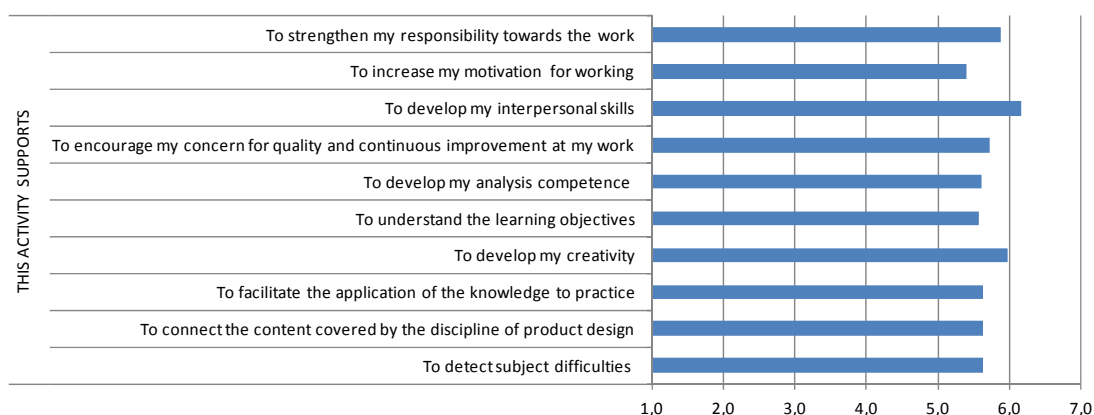 THIS ACTIVITY SUPPORTS
To strengthen my responsibility towards the work
To increase my motivation for working
To develop my interpersonal skills
To encourage my concern for quality and continuous improvement at my work
To develop my analysis competence
To understand the learning objectives
To develop my creativity
To facilitate the application of the knowledge to practice
To connect the content covered by the discipline of product design
To detect subject difficulties
1,0 2,0 3,0 4,0 5,0 6,0 7,0